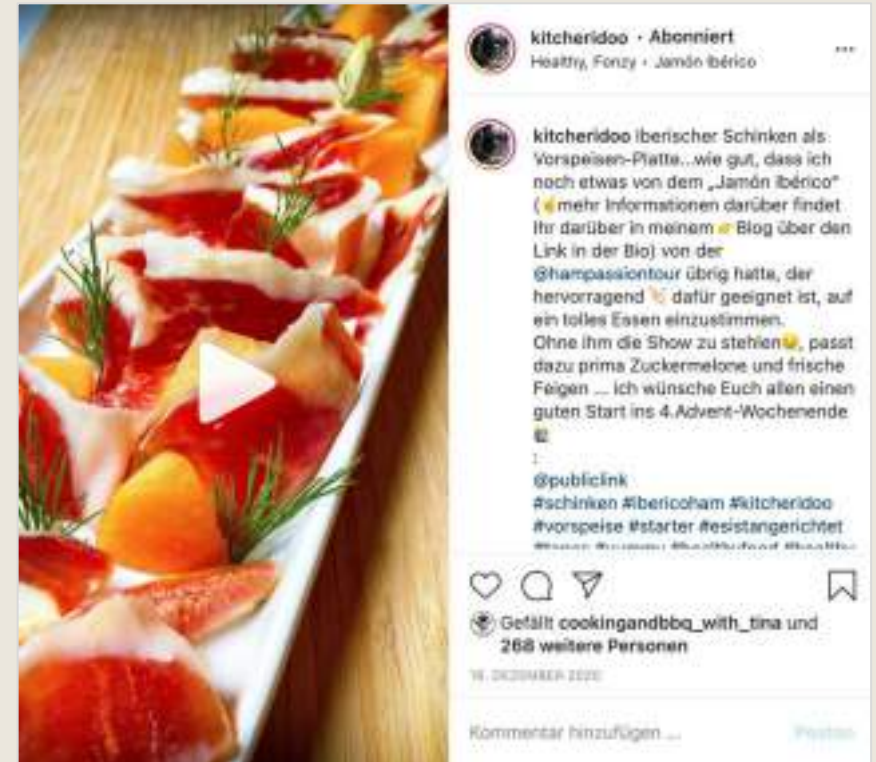 kitcheridoo • Abonniert
Healthy, Fonzy • Jamón Ibérico
kitcheridoo Iberischer Schinken als
Vorspeisen-Platte...wie gut, dass ich
noch etwas von dem „Jamón Ibérico"
(☝mehr Informationen darüber findet
Ihr darüber in meinem 👉Blog über den
Link in der Bio) von der
@hampassiontour übrig hatte, der
hervorragend 👌 dafür geeignet ist, auf
ein tolles Essen einzustimmen.
Ohne ihm die Show zu stehlen😉, passt
dazu prima Zuckermelone und frische
Feigen ... ich wünsche Euch allen einen
guten Start ins 4.Advent-Wochenende
:
@publiclink
#schinken #ibericoham #kitcheridoo
#vorspeise #starter #esistangerichtet
#tapas #yummy #healthyfood #healthy
Gefällt cookingandbbq_with_tina und
268 weitere Personen
DEZEMBER 2020
Kommentar hinzufügen ...
Posten